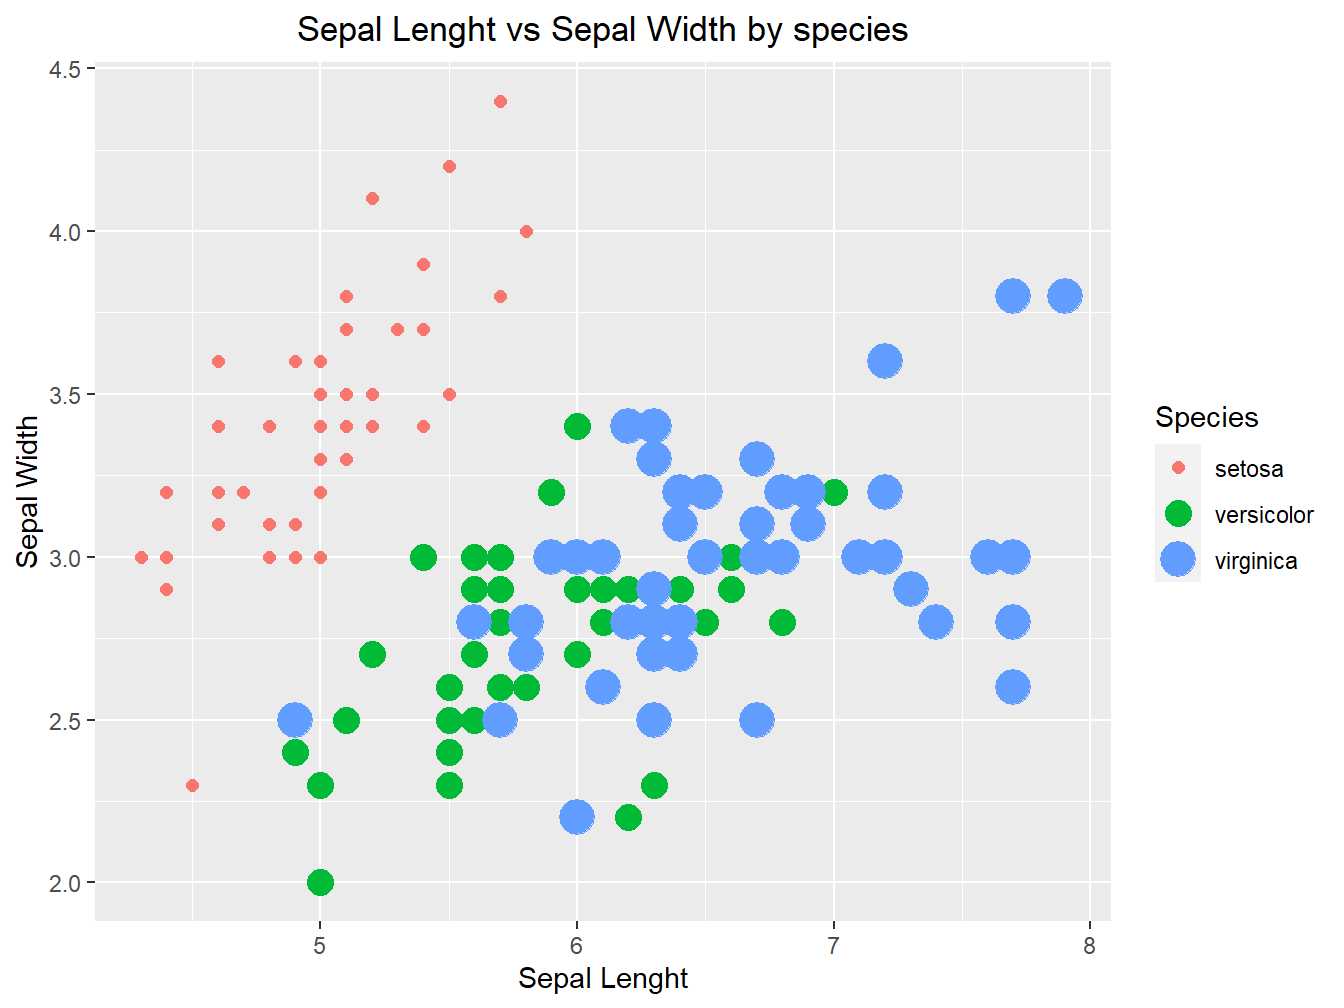 Sepal Lenght vs Sepal Width by species
4.5
4.0
3.5
3.0
2.5
2.0
Sepal Width
5 6 7 8
Sepal Lenght
Species
setosa
versicolor
virginica